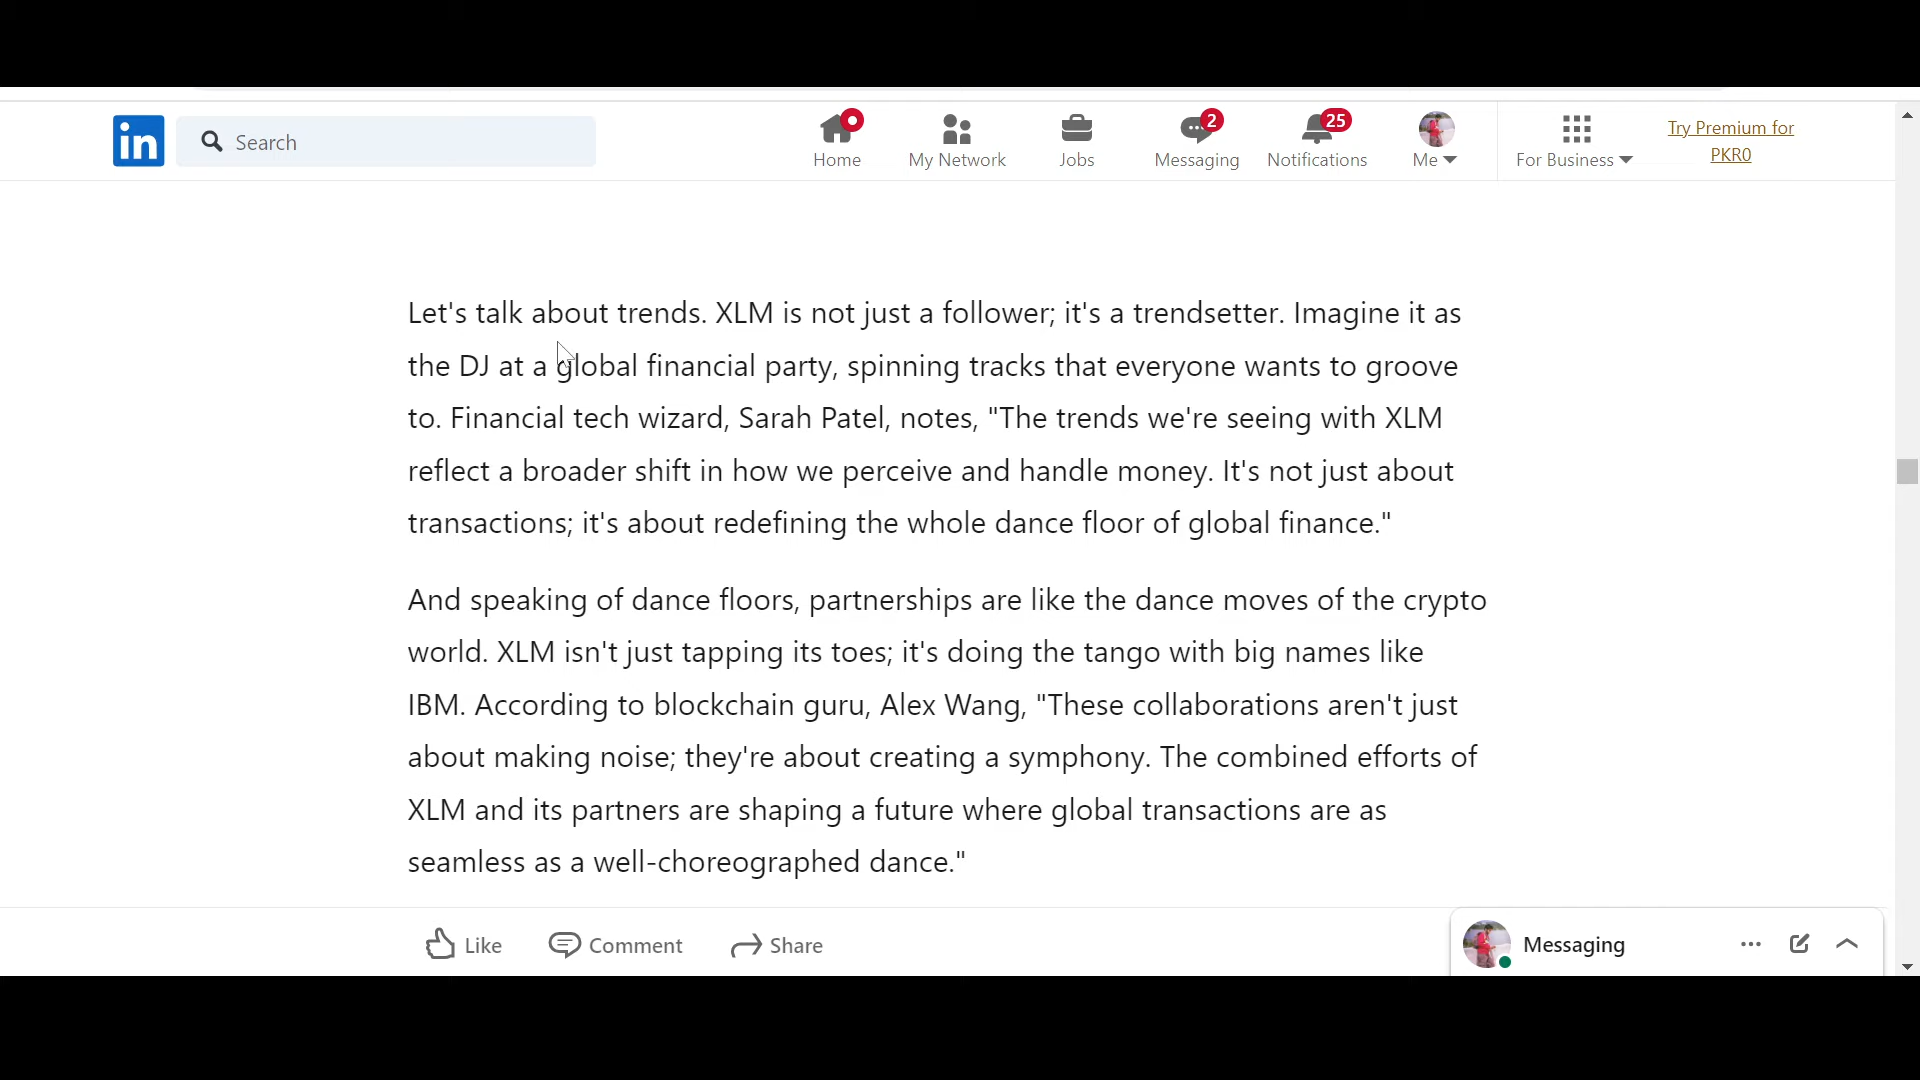 in
Search
Home
My Network
Jobs
2
Messaging
25
Notifications
Me
For Business
Try Premium for
PKR0
Let's talk about trends. XLM is not just a follower; it's a trendsetter. Imagine it as
the DJ at a global financial party, spinning tracks that everyone wants to groove
to. Financial tech wizard, Sarah Patel, notes, "The trends we're seeing with XLM
reflect a broader shift in how we perceive and handle money. It's not just about
transactions; it's about redefining the whole dance floor of global finance."
And speaking of dance floors, partnerships are like the dance moves of the crypto
world. XLM isn't just tapping its toes; it's doing the tango with big names like
IBM. According to blockchain guru, Alex Wang, "These collaborations aren't just
about making noise; they're about creating a symphony. The combined efforts of
XLM and its partners are shaping a future where global transactions are as
seamless as a well-choreographed dance."
Like
Comment
Share
Messaging